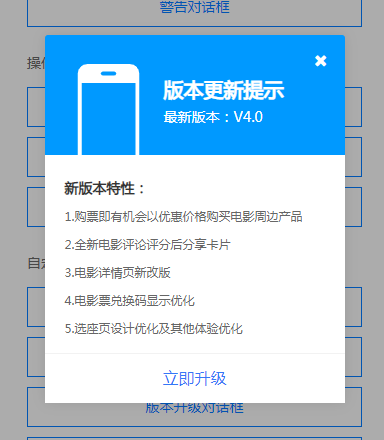 警告对话框
操
版本更新提示
最新版本：V4.0
新版本特性：
1.购票即有机会以优惠价格购买电影周边产品
2.全新电影评论评分后分享卡片
3.电影详情页新改版
4.电影票兑换码显示优化
5.选座页设计优化及其他体验优化
自
立即升级
版本升级对话框